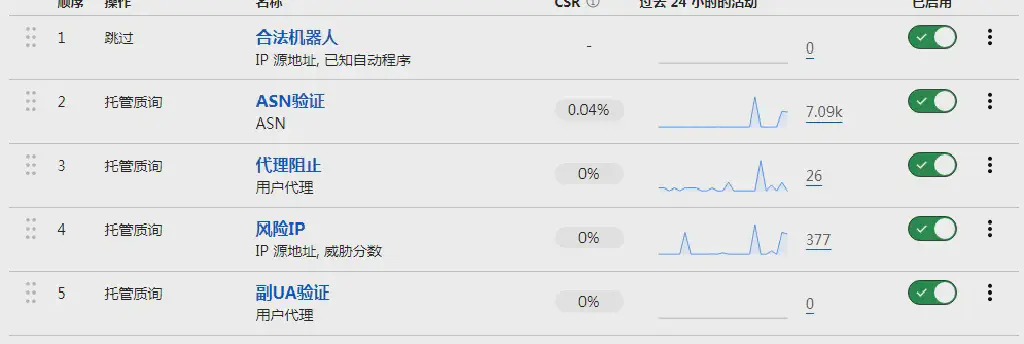 顺序 操作 名称 CSR ⓘ 过去 24 小时的活动 已启用
1 跳过 合法机器人 - 0
IP 源地址, 已知自动程序
2 托管质询 ASN验证 0.04% 7.09k
ASN
3 托管质询 代理阻止 0% 26
用户代理
4 托管质询 风险IP 0% 377
IP 源地址, 威胁分数
5 托管质询 副UA验证 0% 0
用户代理